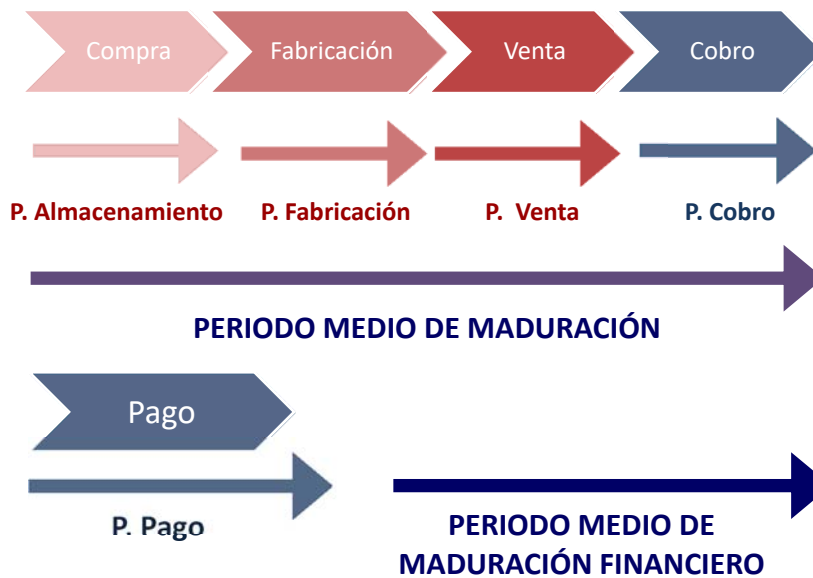 Compra Fabricación Venta Cobro
P. Almacenamiento P. Fabricación P. Venta P. Cobro
PERIODO MEDIO DE MADURACIÓN
Pago
P. Pago
PERIODO MEDIO DE
MADURACIÓN FINANCIERO